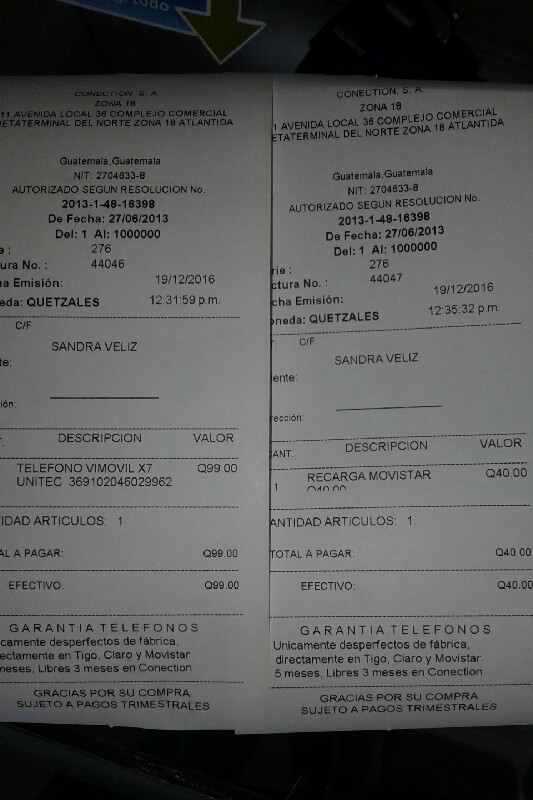 todo
CONECTION, S. A.
ZONA 18
11 AVENIDA LOCAL 36 COMPLEJO COMERCIAL
ETATERMINAL DEL NORTE ZONA 18 ATLANTIDA
Guatemala,Guatemala
NIT: 2704633-8
AUTORIZADO SEGUN RESOLUCION No.
2013-1-48-16398
De Fecha: 27/06/2013
Del: 1 Al: 1000000
e : 276
tura No. : 44046
ha Emisión: 19/12/2016
neda: QUETZALES 12:31:59 p.m.
C/F
SANDRA VELIZ
te:
ión:
DESCRIPCION VALOR
TELEFONO VIMOVIL X7 Q99.00
UNITEC 369102046029962
TIDAD ARTICULOS: 1
AL A PAGAR: Q99.00
EFECTIVO: Q99.00
GARANTIA TELEFONOS
icamente desperfectos de fábrica,
rectamente en Tigo, Claro y Movistar
meses, Libres 3 meses en Conection
GRACIAS POR SU COMPRA
SUJETO A PAGOS TRIMESTRALES
CONECTION, S. A.
ZONA 18
1 AVENIDA LOCAL 36 COMPLEJO COMERCIAL
ETATERMINAL DEL NORTE ZONA 18 ATLANTIDA
Guatemala,Guatemala
NIT: 2704633-8
AUTORIZADO SEGUN RESOLUCION No.
2013-1-48-16398
De Fecha: 27/06/2013
Del: 1 Al: 1000000
rie : 276
ctura No. : 44047
cha Emisión: 19/12/2016
oneda: QUETZALES 12:35:32 p.m.
C/F
SANDRA VELIZ
ente:
rección:
ANT. DESCRIPCION VALOR
1 RECARGA MOVISTAR Q40.00
Q40.00
ANTIDAD ARTICULOS: 1
TOTAL A PAGAR: Q40.00
EFECTIVO: Q40.00
GARANTIA TELEFONOS
Unicamente desperfectos de fábrica,
directamente en Tigo, Claro y Movistar
5 meses, Libres 3 meses en Conection
GRACIAS POR SU COMPRA
SUJETO A PAGOS TRIMESTRALES